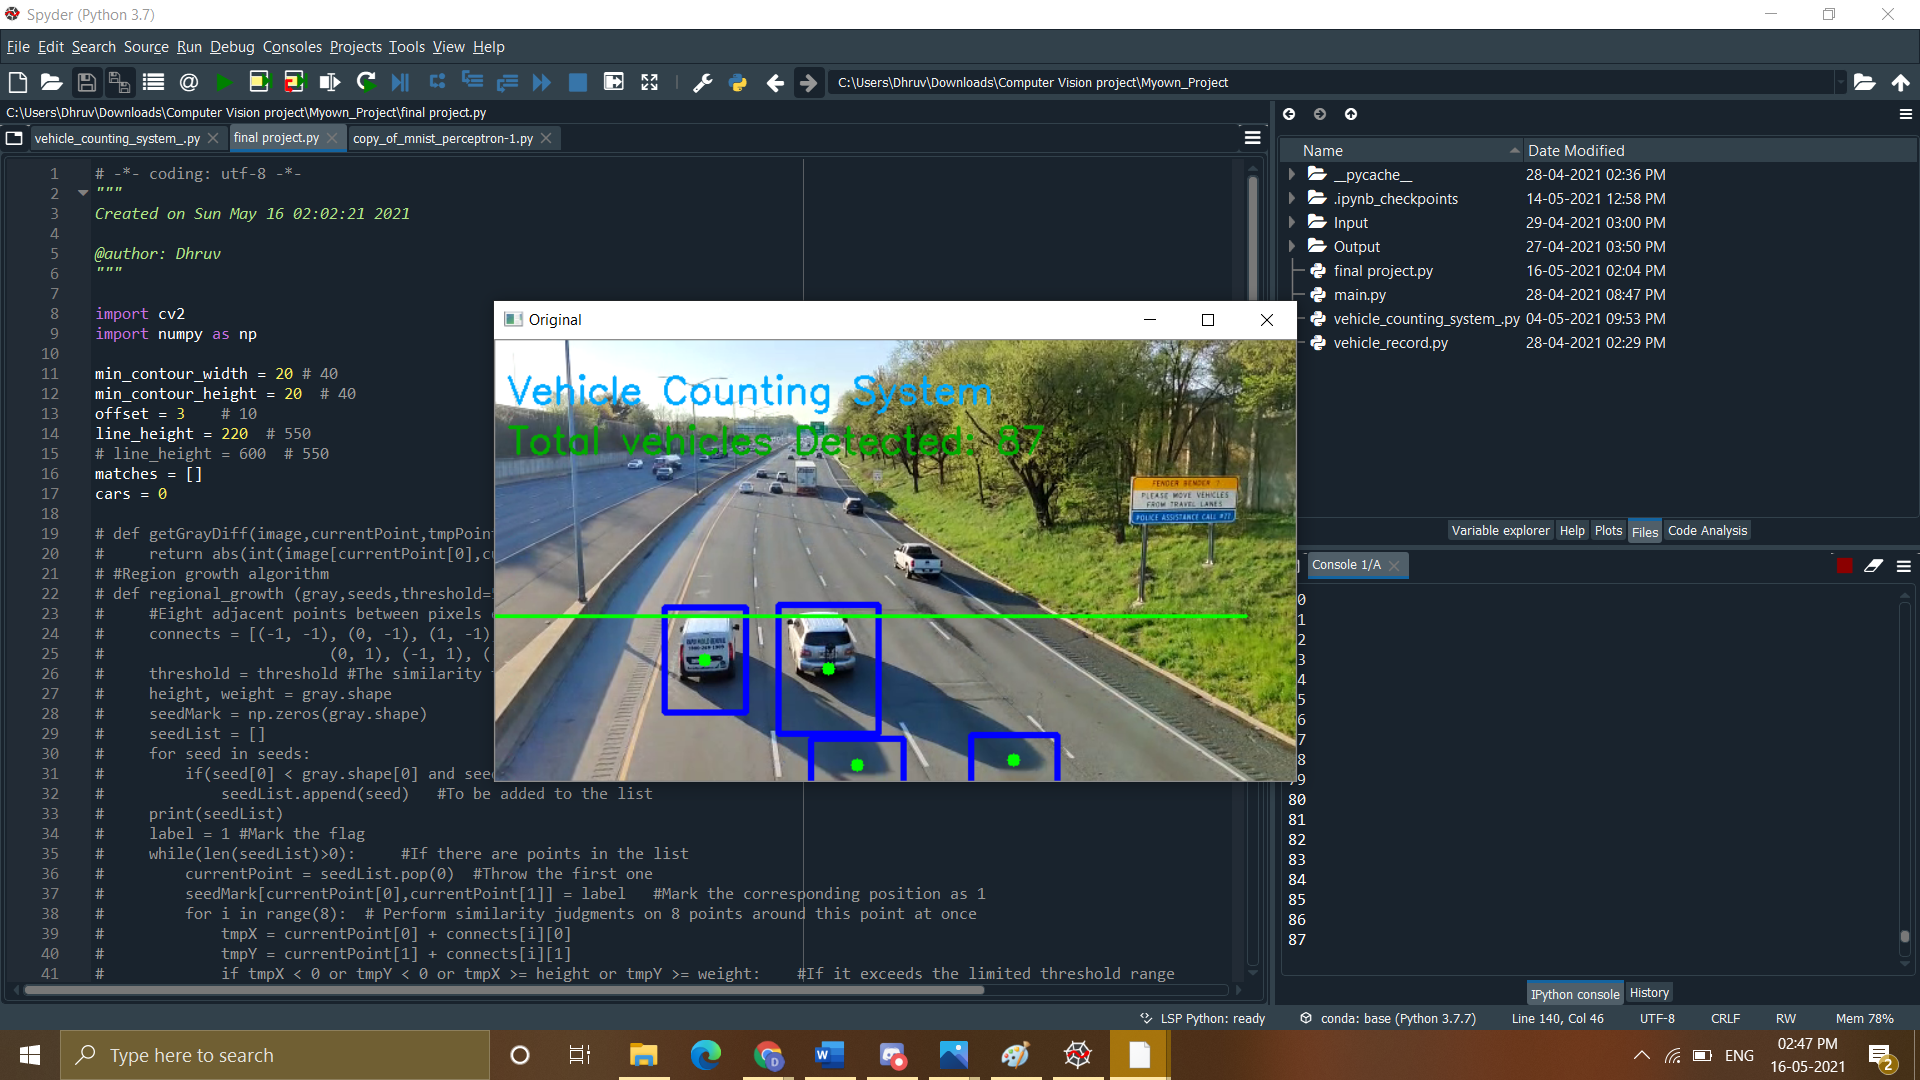 Spyder (Python 3.7)
File Edit Search Source Run Debug Consoles Projects Tools View Help
C:\Users\Dhruv\Downloads\Computer Vision project\Myown_Project
C:\Users\Dhruv\Downloads\Computer Vision project\Myown_Project\final project.py
vehicle_counting_system_.py
final project.py
copy_of_mnist_perceptron-1.py
1 # -*- coding: utf-8 -*-
2 """
3 Created on Sun May 16 02:02:21 2021
4
5 @author: Dhruv
6 """
7
8 import cv2
9 import numpy as np
10
11 min_contour_width = 20 # 40
12 min_contour_height = 20 # 40
13 offset = 3 # 10
14 line_height = 220 # 550
15 # line_height = 600 # 550
16 matches = []
17 cars = 0
18
19 # def getGrayDiff(image,currentPoint,tmpPoint
20 # return abs(int(image[currentPoint[0],cu
21 # #Region growth algorithm
22 # def regional_growth (gray,seeds,threshold=
23 # #Eight adjacent points between pixels
24 # connects = [(-1, -1), (0, -1), (1, -1)
25 # (0, 1), (-1, 1), (
26 # threshold = threshold #The similarity
27 # height, weight = gray.shape
28 # seedMark = np.zeros(gray.shape)
29 # seedList = []
30 # for seed in seeds:
31 # if(seed[0] < gray.shape[0] and see
32 # seedList.append(seed) #To be added to the list
33 # print(seedList)
34 # label = 1 #Mark the flag
35 # while(len(seedList)>0): #If there are points in the list
36 # currentPoint = seedList.pop(0) #Throw the first one
37 # seedMark[currentPoint[0],currentPoint[1]] = label #Mark the corresponding position as 1
38 # for i in range(8): # Perform similarity judgments on 8 points around this point at once
39 # tmpX = currentPoint[0] + connects[i][0]
40 # tmpY = currentPoint[1] + connects[i][1]
41 # if tmpX < 0 or tmpY < 0 or tmpX >= height or tmpY >= weight: #If it exceeds the limited threshold range
Original
Vehicle Counting System
Total vehicles Detected: 87
FENDER BENDER ?
PLEASE MOVE VEHICLES
FROM TRAVEL LANES
POLICE ASSISTANCE CALL #77
Name Date Modified
__pycache__ 28-04-2021 02:36 PM
.ipynb_checkpoints 14-05-2021 12:58 PM
Input 29-04-2021 03:00 PM
Output 27-04-2021 03:50 PM
final project.py 16-05-2021 02:04 PM
main.py 28-04-2021 08:47 PM
vehicle_counting_system_.py 04-05-2021 09:53 PM
vehicle_record.py 28-04-2021 02:29 PM
Variable explorer Help Plots Files Code Analysis
Console 1/A
0
1
2
3
4
5
6
7
8
79
80
81
82
83
84
85
86
87
IPython console History
LSP Python: ready conda: base (Python 3.7.7) Line 140, Col 46 UTF-8 CRLF RW Mem 78%
Type here to search
ENG
02:47 PM
16-05-2021
2